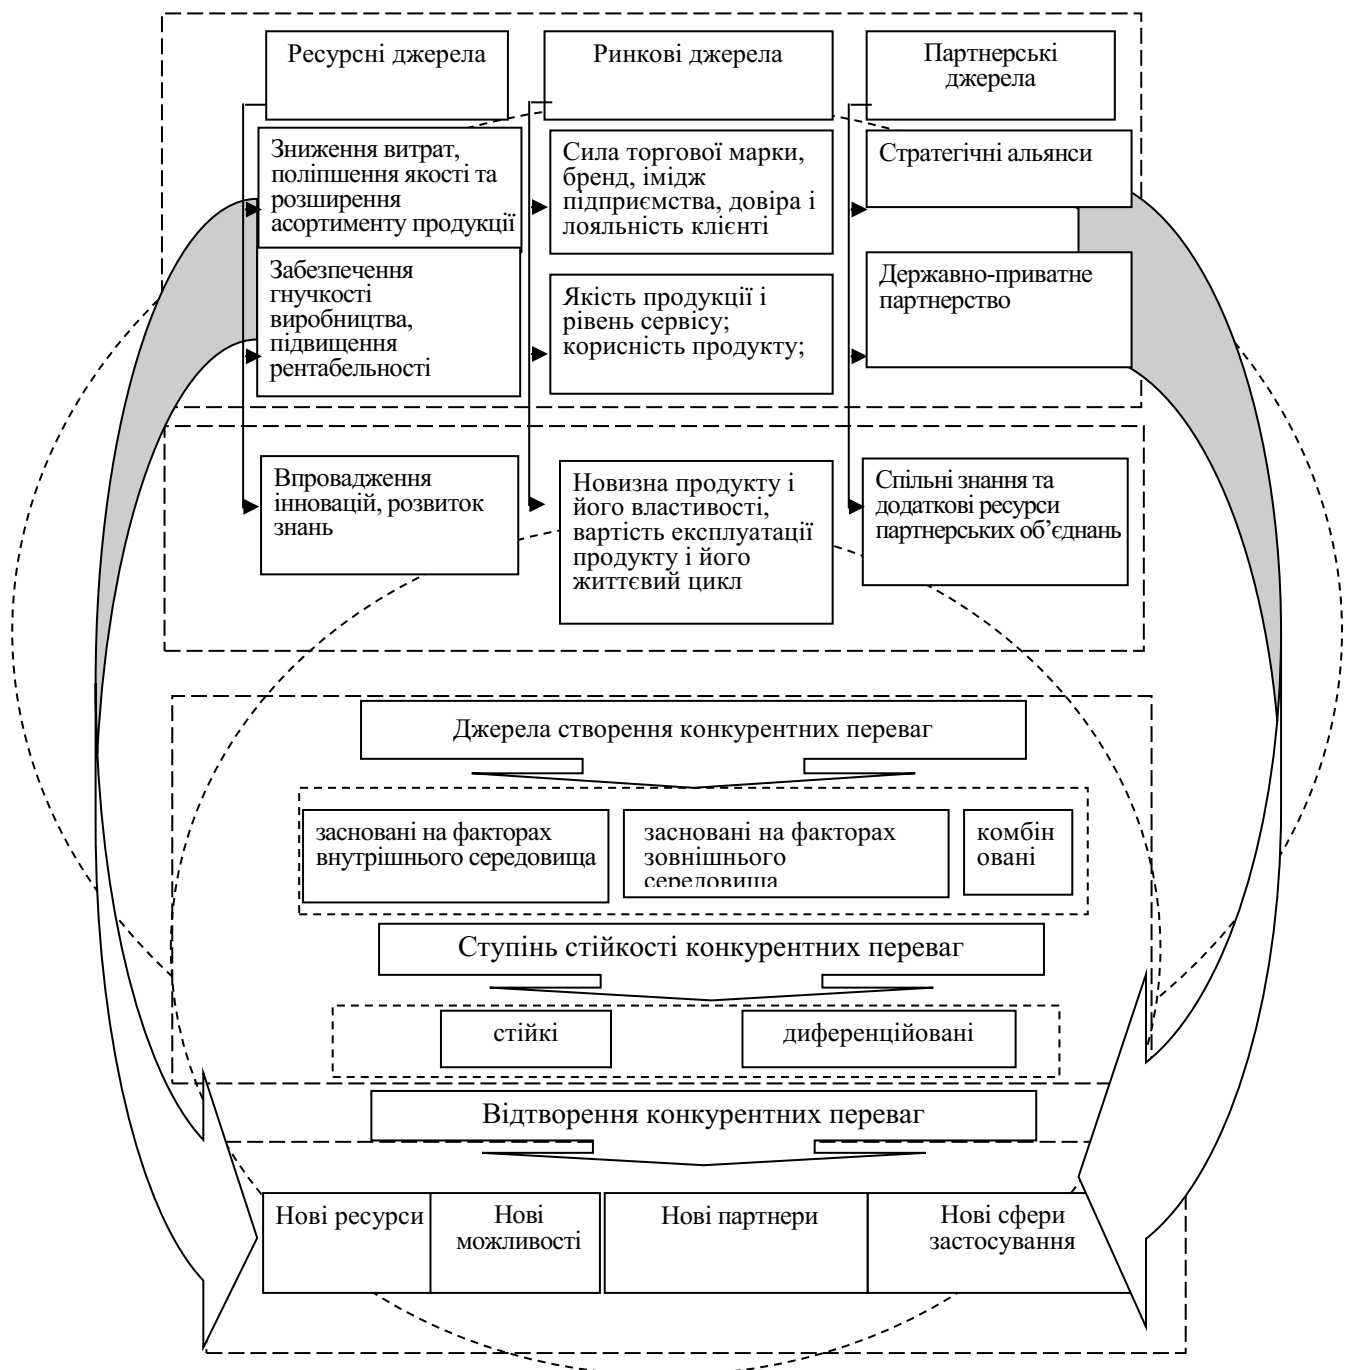 Ресурсні джерела
Ринкові джерела
Партнерські
джерела
Зниження витрат,
поліпшення якості та
розширення
асортименту продукції
Сила торгової марки,
бренд, імідж
підприємства, довіра і
лояльність клієнті
Стратегічні альянси
Забезпечення
гнучкості
виробництва,
підвищення
рентабельності
Якість продукції і
рівень сервісу;
корисність продукту;
Державно-приватне
партнерство
Впровадження
інновацій, розвиток
знань
Новизна продукту і
його властивості,
вартість експлуатації
продукту і його
життєвий цикл
Спільні знання та
додаткові ресурси
партнерських об’єднань
Джерела створення конкурентних переваг
засновані на факторах
внутрішнього середовища
засновані на факторах
зовнішнього
середовища
комбін
овані
Ступінь стійкості конкурентних переваг
стійкі
диференційовані
Відтворення конкурентних переваг
Нові ресурси
Нові
можливості
Нові партнери
Нові сфери
застосування